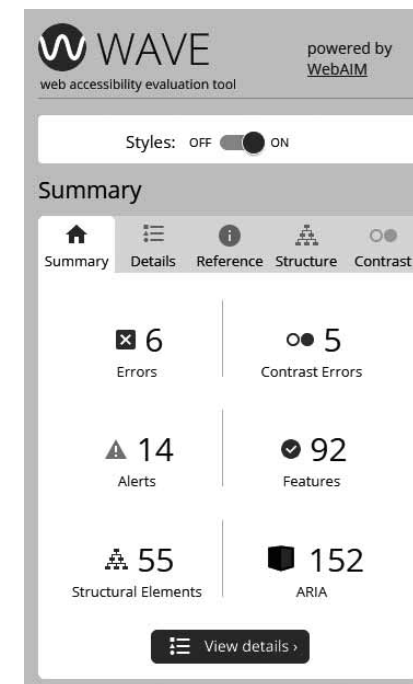 WAVE
web accessibility evaluation tool
powered by
WebAIM
Styles: OFF ON
Summary
Summary Details Reference Structure Contrast
6
Errors
5
Contrast Errors
14
Alerts
92
Features
55
Structural Elements
152
ARIA
View details ›